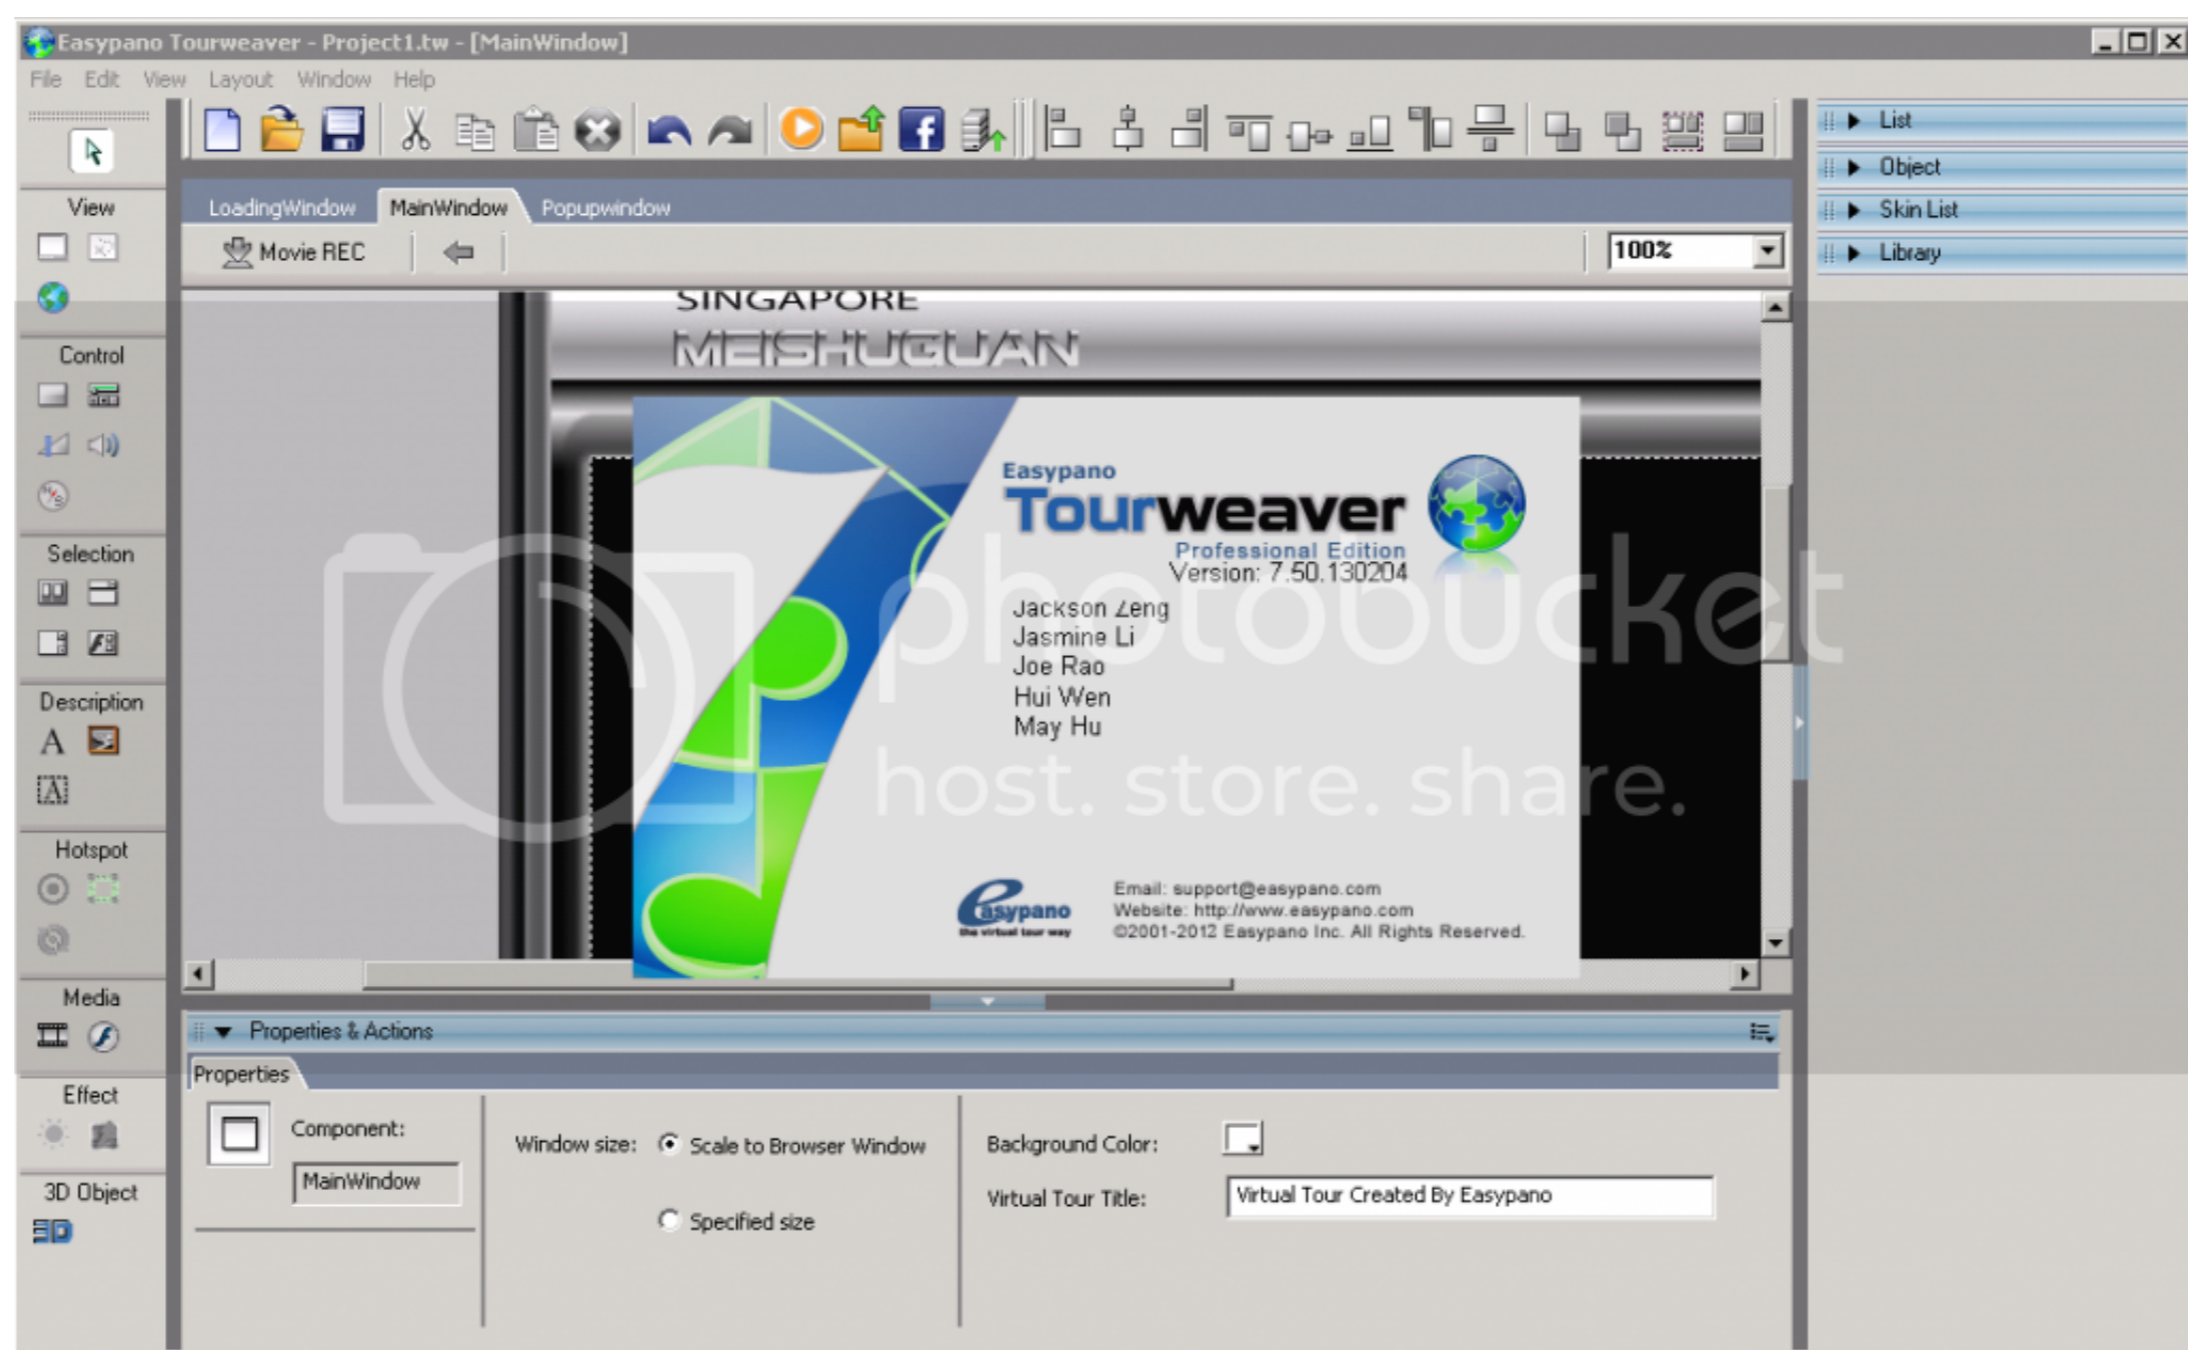 Easypano Tourweaver - Project1.tw - [MainWindow]
File Edit View Layout Window Help
View
Control
Selection
Description
A
A
Hotspot
Media
Effect
3D Object
3D
LoadingWindow MainWindow Popupwindow
Movie REC
100%
List
Object
Skin List
Library
SINGAPORE
MEISHUGUAN
Easypano
Tourweaver
Professional Edition
Version: 7.50.130204
Jackson Zeng
Jasmine Li
Joe Rao
Hui Wen
May Hu
photobucket
host. store. share.
easypano
the virtual tour way
Email: support@easypano.com
Website: http://www.easypano.com
©2001-2012 Easypano Inc. All Rights Reserved.
Properties & Actions
Properties
Component:
MainWindow
Window size: Scale to Browser Window
Specified size
Background Color:
Virtual Tour Title: Virtual Tour Created By Easypano